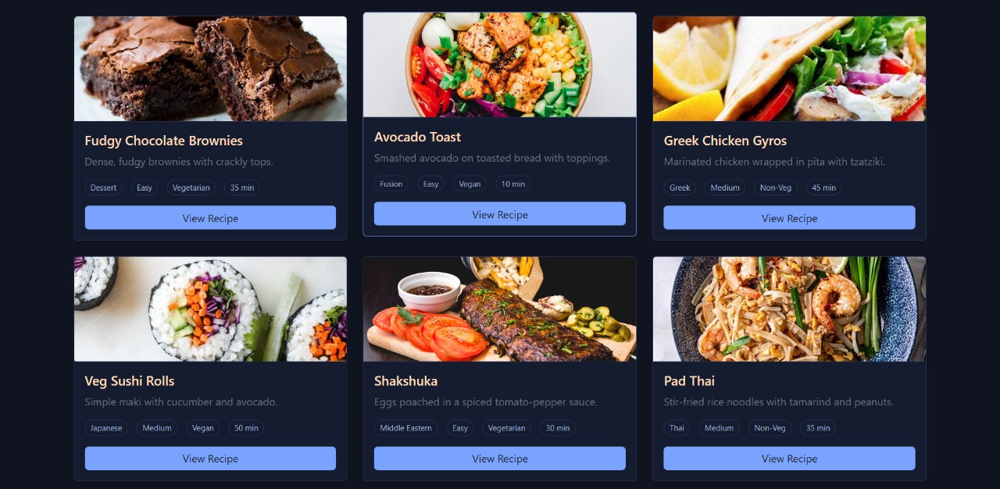 Fudgy Chocolate Brownies
Dense, fudgy brownies with crackly tops.
Dessert Easy Vegetarian 35 min
View Recipe
Avocado Toast
Smashed avocado on toasted bread with toppings.
Fusion Easy Vegan 10 min
View Recipe
Greek Chicken Gyros
Marinated chicken wrapped in pita with tzatziki.
Greek Medium Non-Veg 45 min
View Recipe
Veg Sushi Rolls
Simple maki with cucumber and avocado.
Japanese Medium Vegan 50 min
View Recipe
Shakshuka
Eggs poached in a spiced tomato-pepper sauce.
Middle Eastern Easy Vegetarian 30 min
View Recipe
Pad Thai
Stir-fried rice noodles with tamarind and peanuts.
Thai Medium Non-Veg 35 min
View Recipe